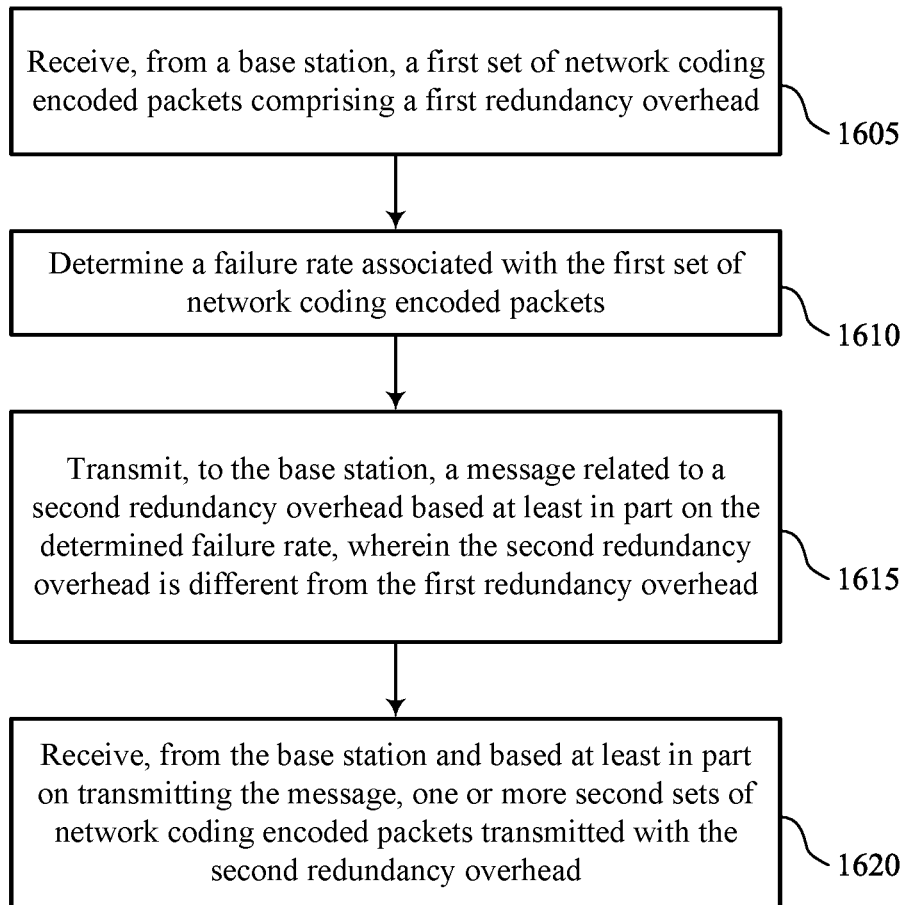 Receive, from a base station, a first set of network coding
encoded packets comprising a first redundancy overhead
1605
Determine a failure rate associated with the first set of
network coding encoded packets
1610
Transmit, to the base station, a message related to a
second redundancy overhead based at least in part on the
determined failure rate, wherein the second redundancy
overhead is different from the first redundancy overhead
1615
Receive, from the base station and based at least in part
on transmitting the message, one or more second sets of
network coding encoded packets transmitted with the
second redundancy overhead
1620